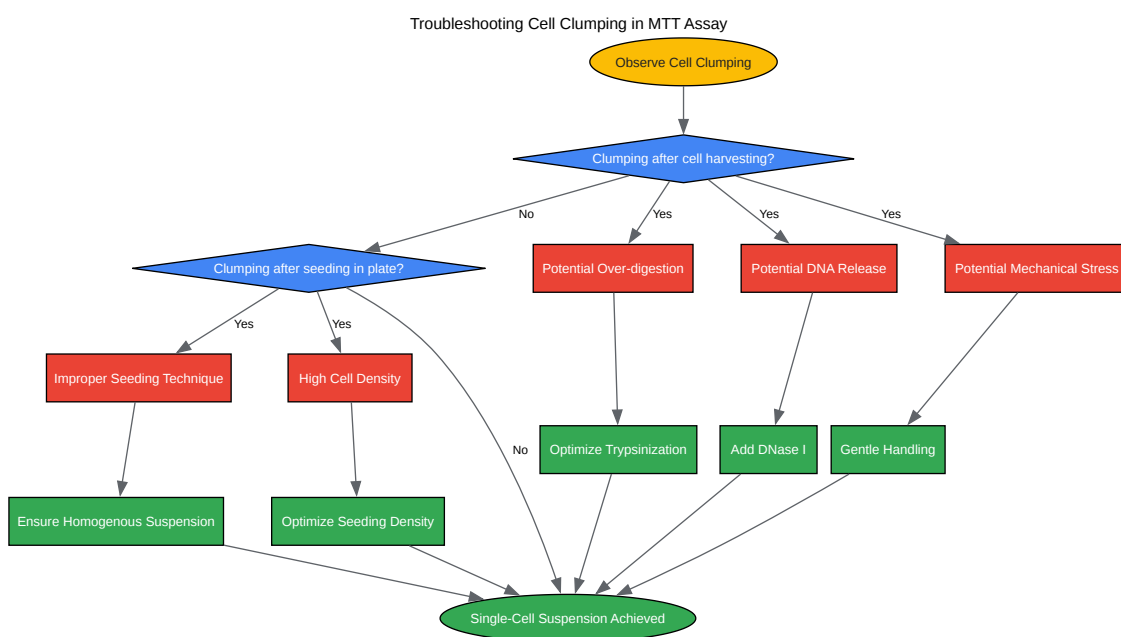 Troubleshooting Cell Clumping in MTT Assay
Observe Cell Clumping
Clumping after cell harvesting?
No
Yes
Yes
Yes
Clumping after seeding in plate?
Potential Over-digestion
Potential DNA Release
Potential Mechanical Stress
Yes
Yes
Improper Seeding Technique
High Cell Density
No
Optimize Trypsinization
Add DNase I
Gentle Handling
Ensure Homogenous Suspension
Optimize Seeding Density
Single-Cell Suspension Achieved